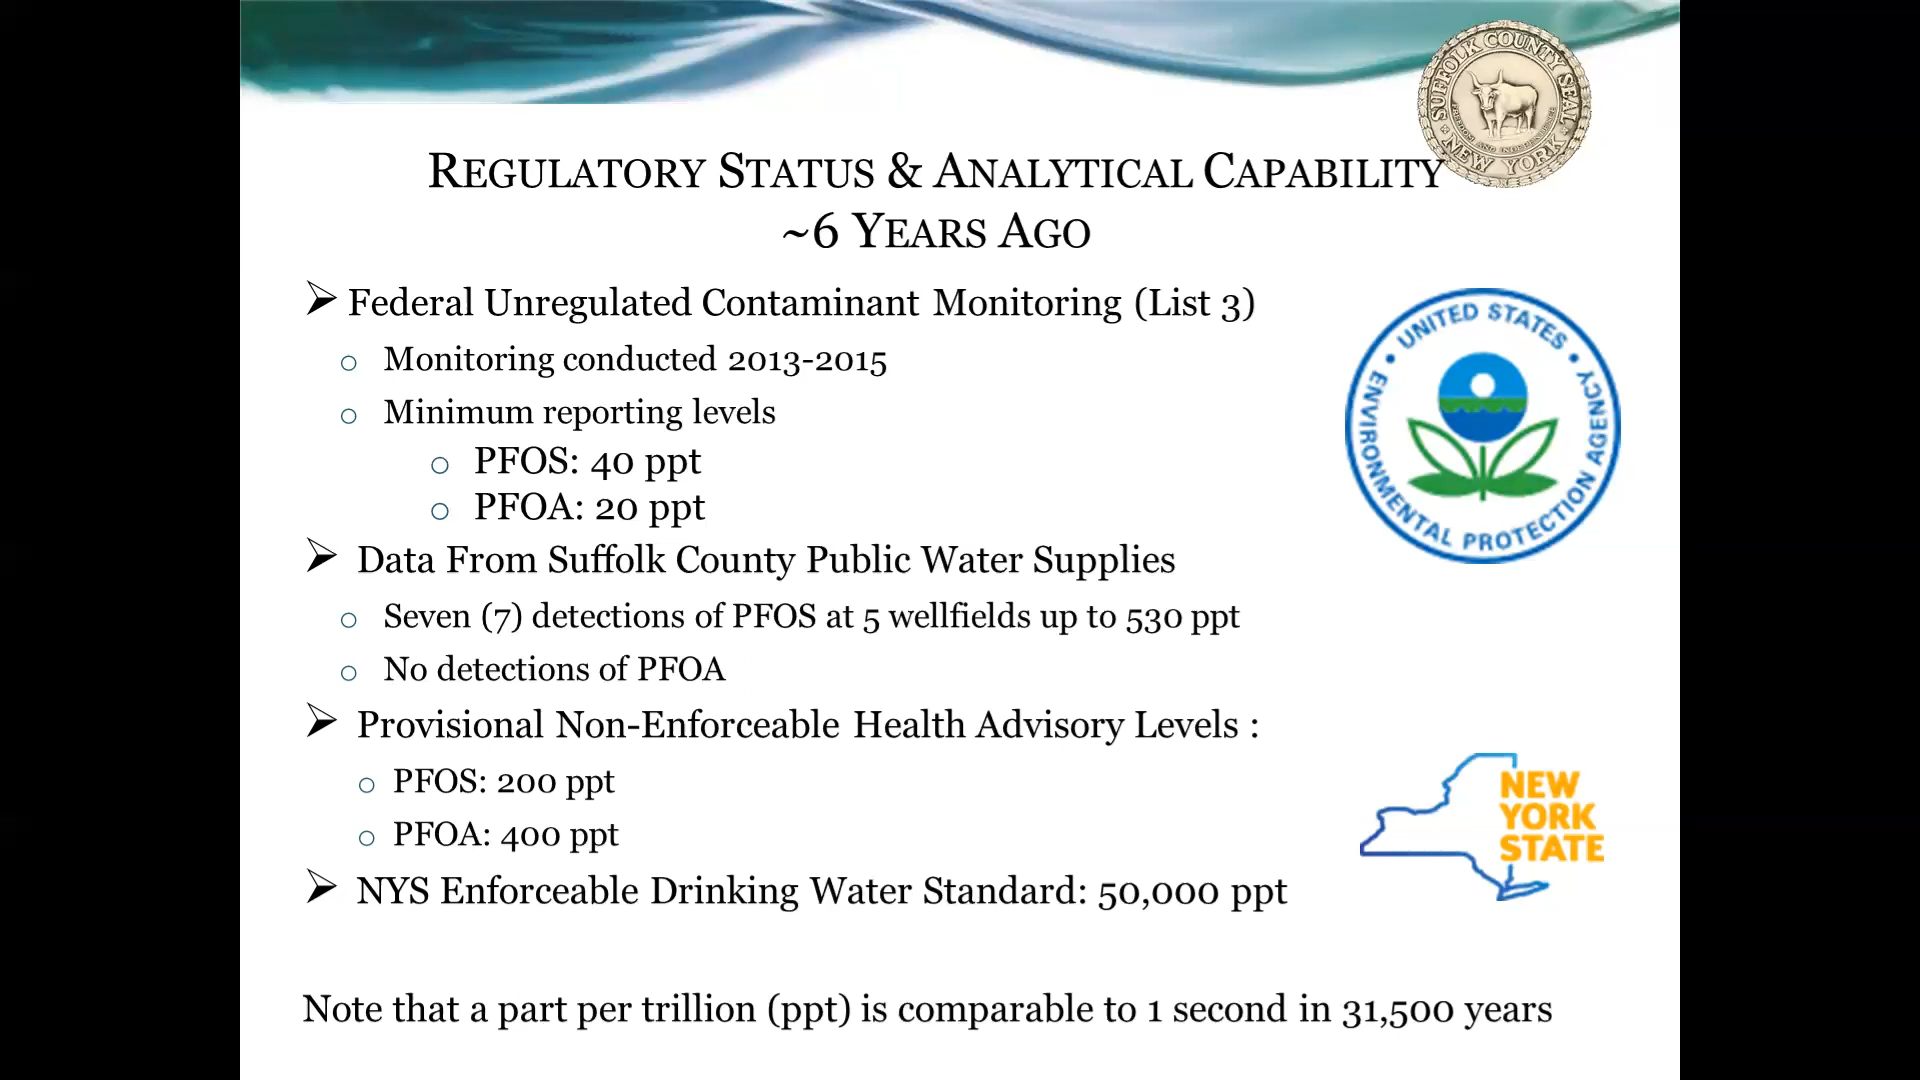 SUFFOLK COUNTY SEAL
NEW YORK
REGULATORY STATUS & ANALYTICAL CAPABILITY
~6 YEARS AGO
➢ Federal Unregulated Contaminant Monitoring (List 3)
o Monitoring conducted 2013-2015
o Minimum reporting levels
o PFOS: 40 ppt
o PFOA: 20 ppt
➢ Data From Suffolk County Public Water Supplies
o Seven (7) detections of PFOS at 5 wellfields up to 530 ppt
o No detections of PFOA
➢ Provisional Non-Enforceable Health Advisory Levels :
o PFOS: 200 ppt
o PFOA: 400 ppt
➢ NYS Enforceable Drinking Water Standard: 50,000 ppt
Note that a part per trillion (ppt) is comparable to 1 second in 31,500 years
UNITED STATES
ENVIRONMENTAL PROTECTION AGENCY
NEW
YORK
STATE